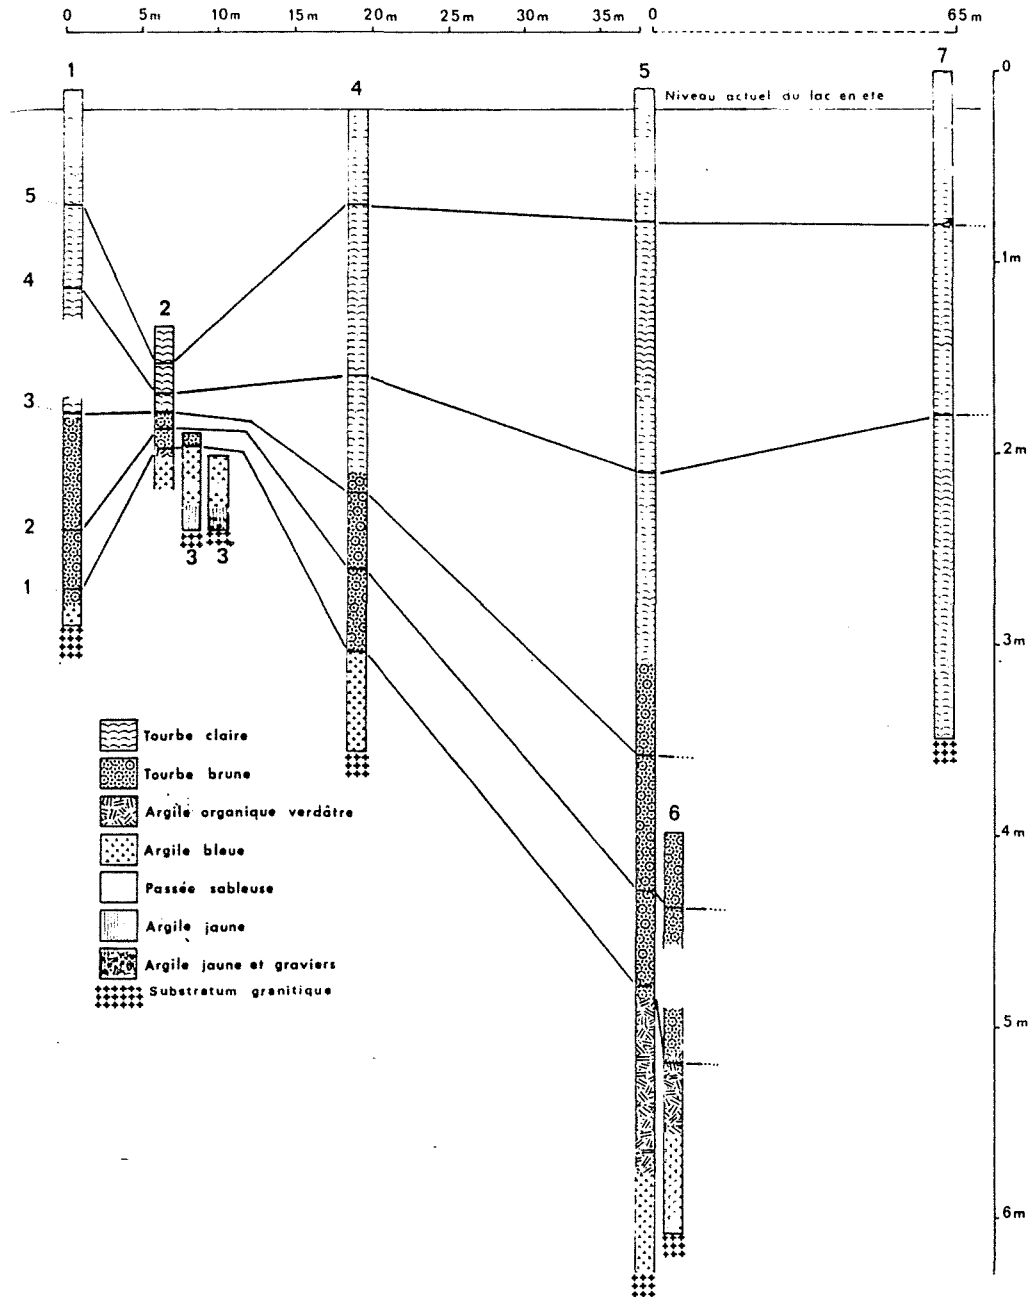 0 5m 10m 15m 20m 25m 30m 35m 0 65m
1 4 5 7 0
Niveau actuel du lac en ete
5
1m
4
2
3
2m
2
3 3
1
3m
Tourbe claire
Tourbe brune
Argile organique verdâtre
4m
6
Argile bleue
Passée sableuse
Argile jaune
Argile jaune et graviers
Substratum granitique
5m
6m